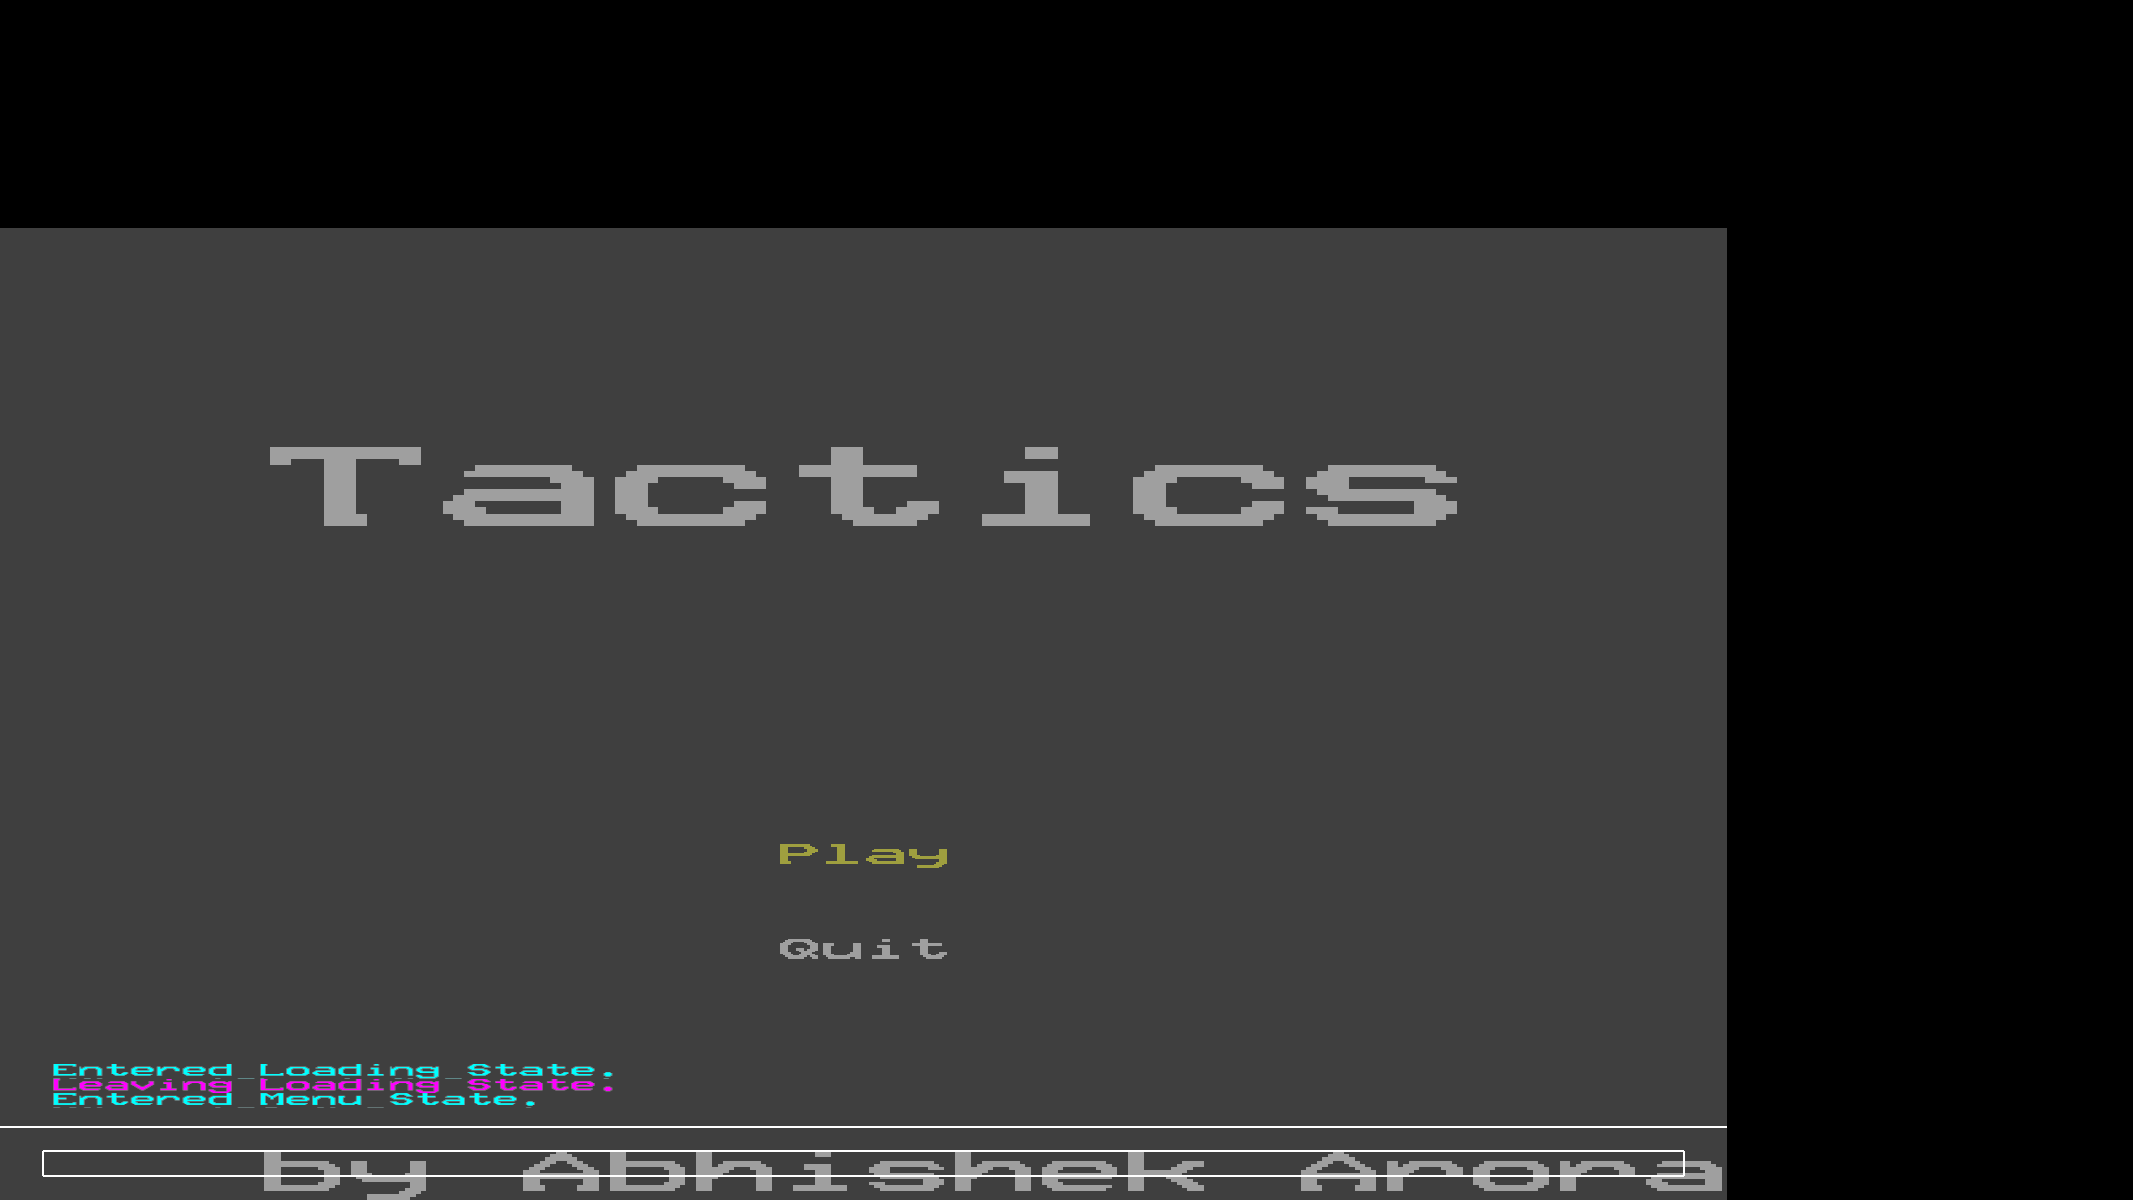 Tactics
Play
Quit
Entered Loading State.
Leaving Loading State.
Entered Menu State.
by Abhishek Arora